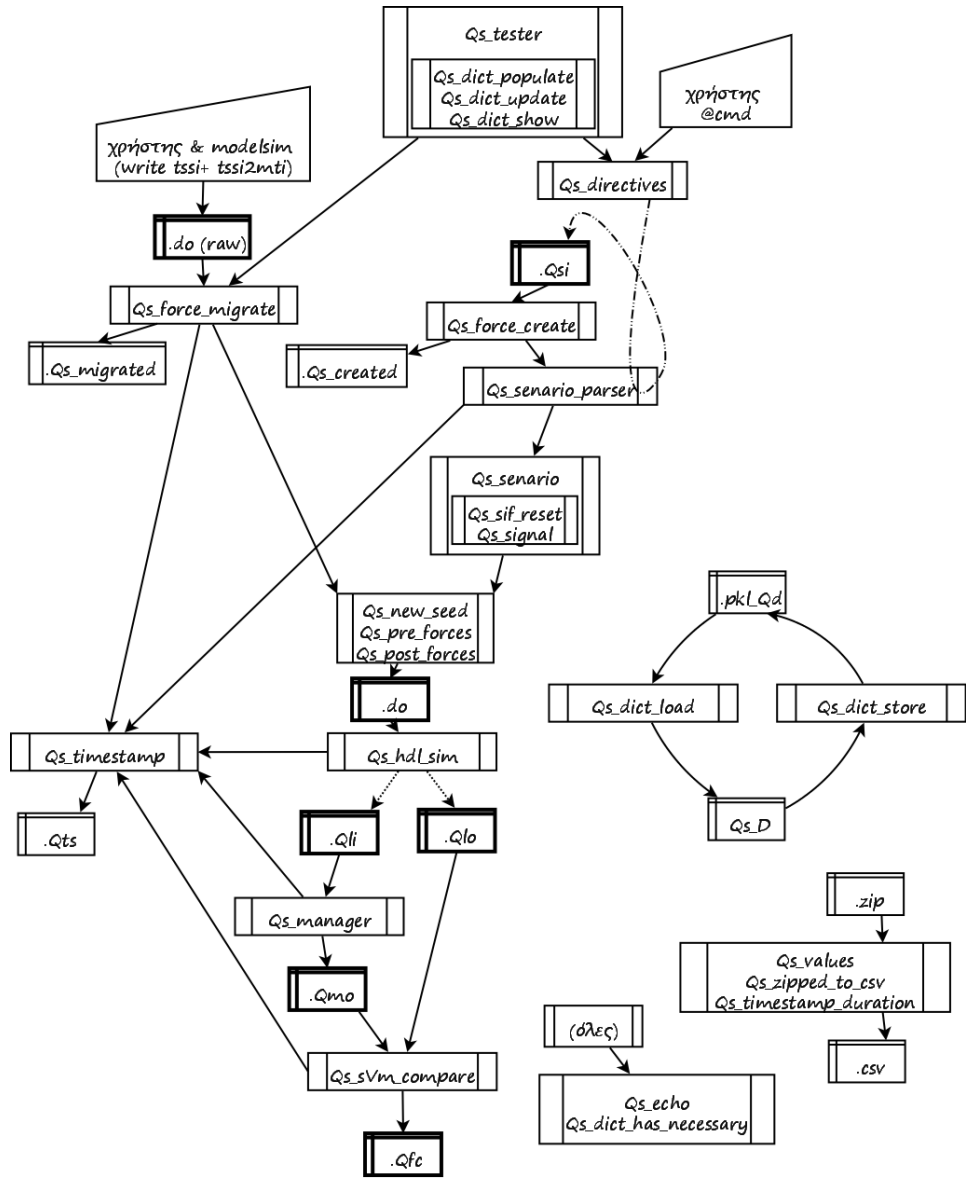 Qs_tester
Qs_dict_populate
Qs_dict_update
Qs_dict_show
χρήστης
@cmd
χρήστης & modelsim
(write tssi+ tssi2mti)
Qs_directives
.do (raw)
.Qsi
Qs_force_migrate
Qs_force_create
.Qs_migrated
.Qs_created
Qs_senario_parser
Qs_senario
Qs_sif_reset
Qs_signal
.pkl_Qd
Qs_new_seed
Qs_pre_forces
Qs_post_forces
.do
Qs_dict_load
Qs_dict_store
Qs_timestamp
Qs_hdl_sim
.Qts
.Qli
.Qlo
Qs_D
.zip
Qs_manager
Qs_values
Qs_zipped_to_csv
Qs_timestamp_duration
.Qmo
(όλες)
.csv
Qs_sVm_compare
Qs_echo
Qs_dict_has_necessary
.Qfc